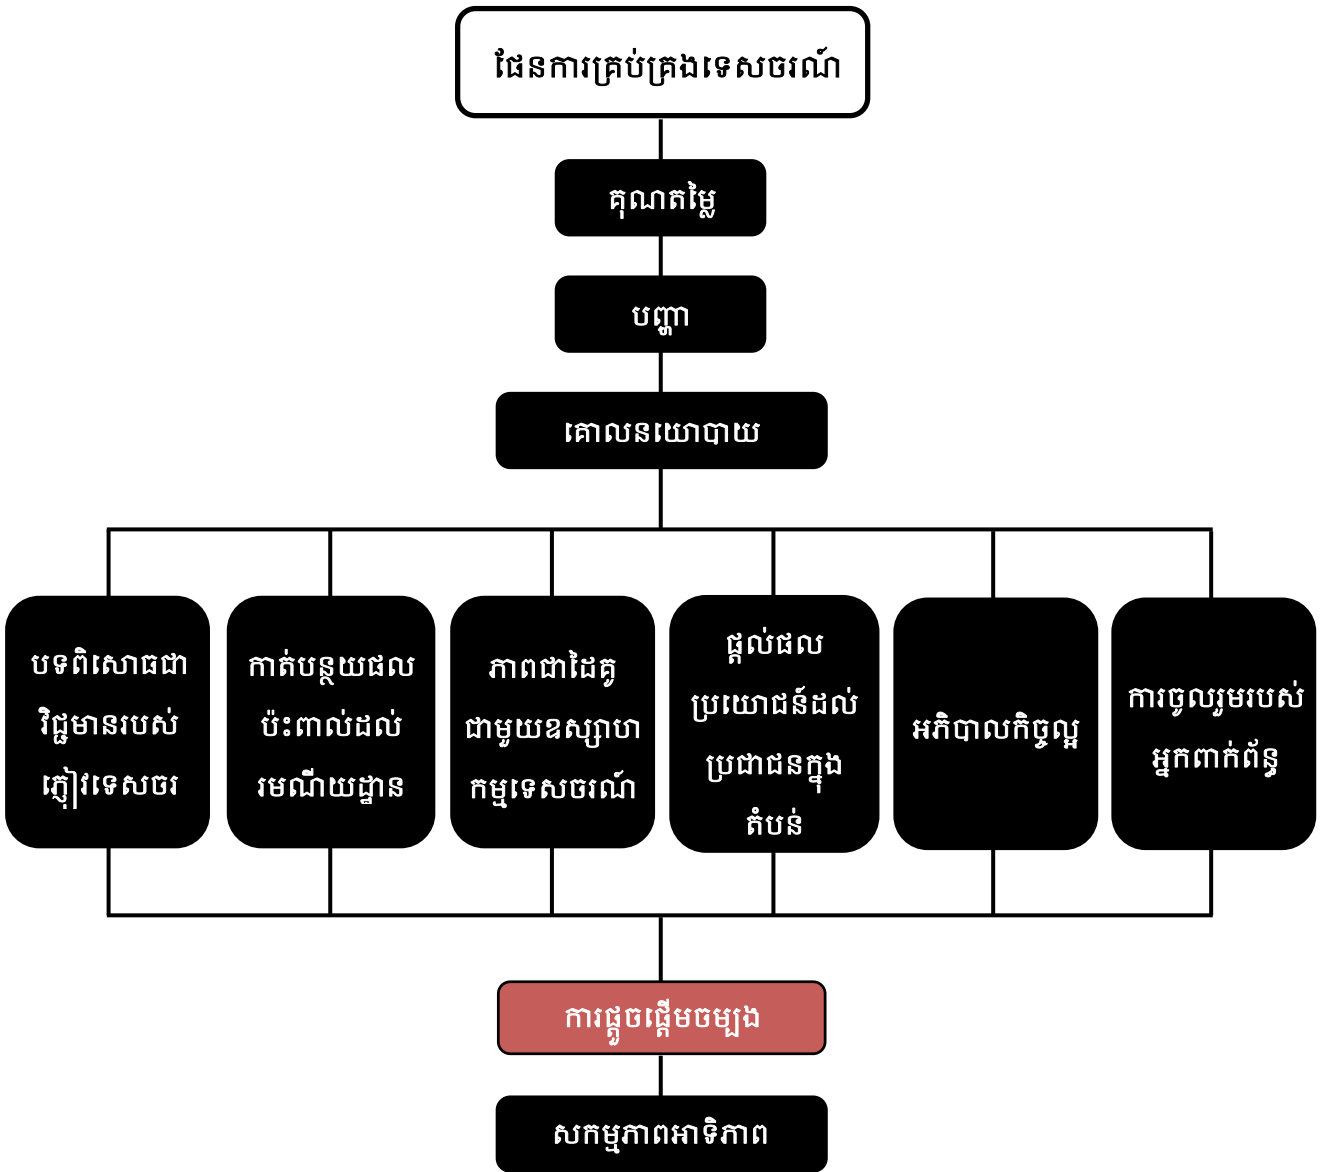 ផែនការគ្រប់គ្រងទេសចរណ៍
គុណតម្លៃ
បញ្ហា
គោលនយោបាយ
បទពិសោធជា
វិជ្ជមានរបស់
ភ្ញៀវទេសចរ
កាត់បន្ថយផល
ប៉ះពាល់ដល់
រមណីយដ្ឋាន
ភាពជាដៃគូ
ជាមួយឧស្សាហ
កម្មទេសចរណ៍
ផ្តល់ផល
ប្រយោជន៍ដល់
ប្រជាជនក្នុង
តំបន់
អភិបាលកិច្ចល្អ
ការចូលរួមរបស់
អ្នកពាក់ព័ន្ធ
ការផ្តួចផ្តើមចម្បង
សកម្មភាពអាទិភាព